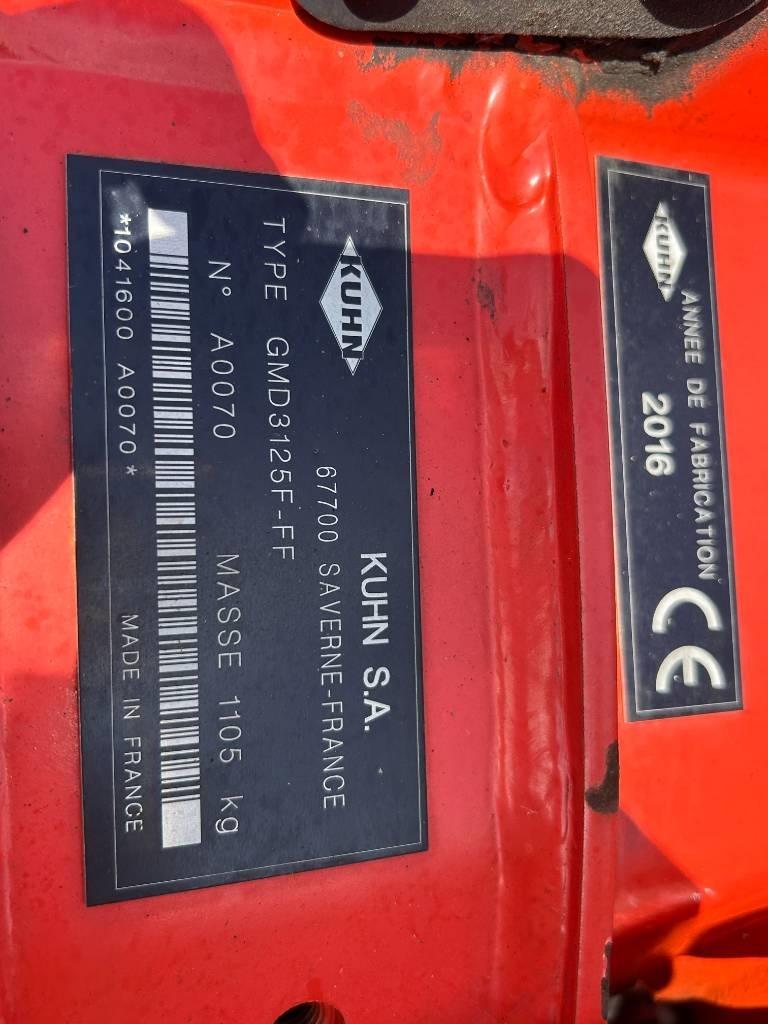 KUHN
KUHN S.A.
67700 SAVERNE-FRANCE
TYPE GMD3125F-FF
N° A0070 MASSE 1105 kg
*1041600 A0070* MADE IN FRANCE
KUHN
ANNEE DE FABRICATION
2016
CE